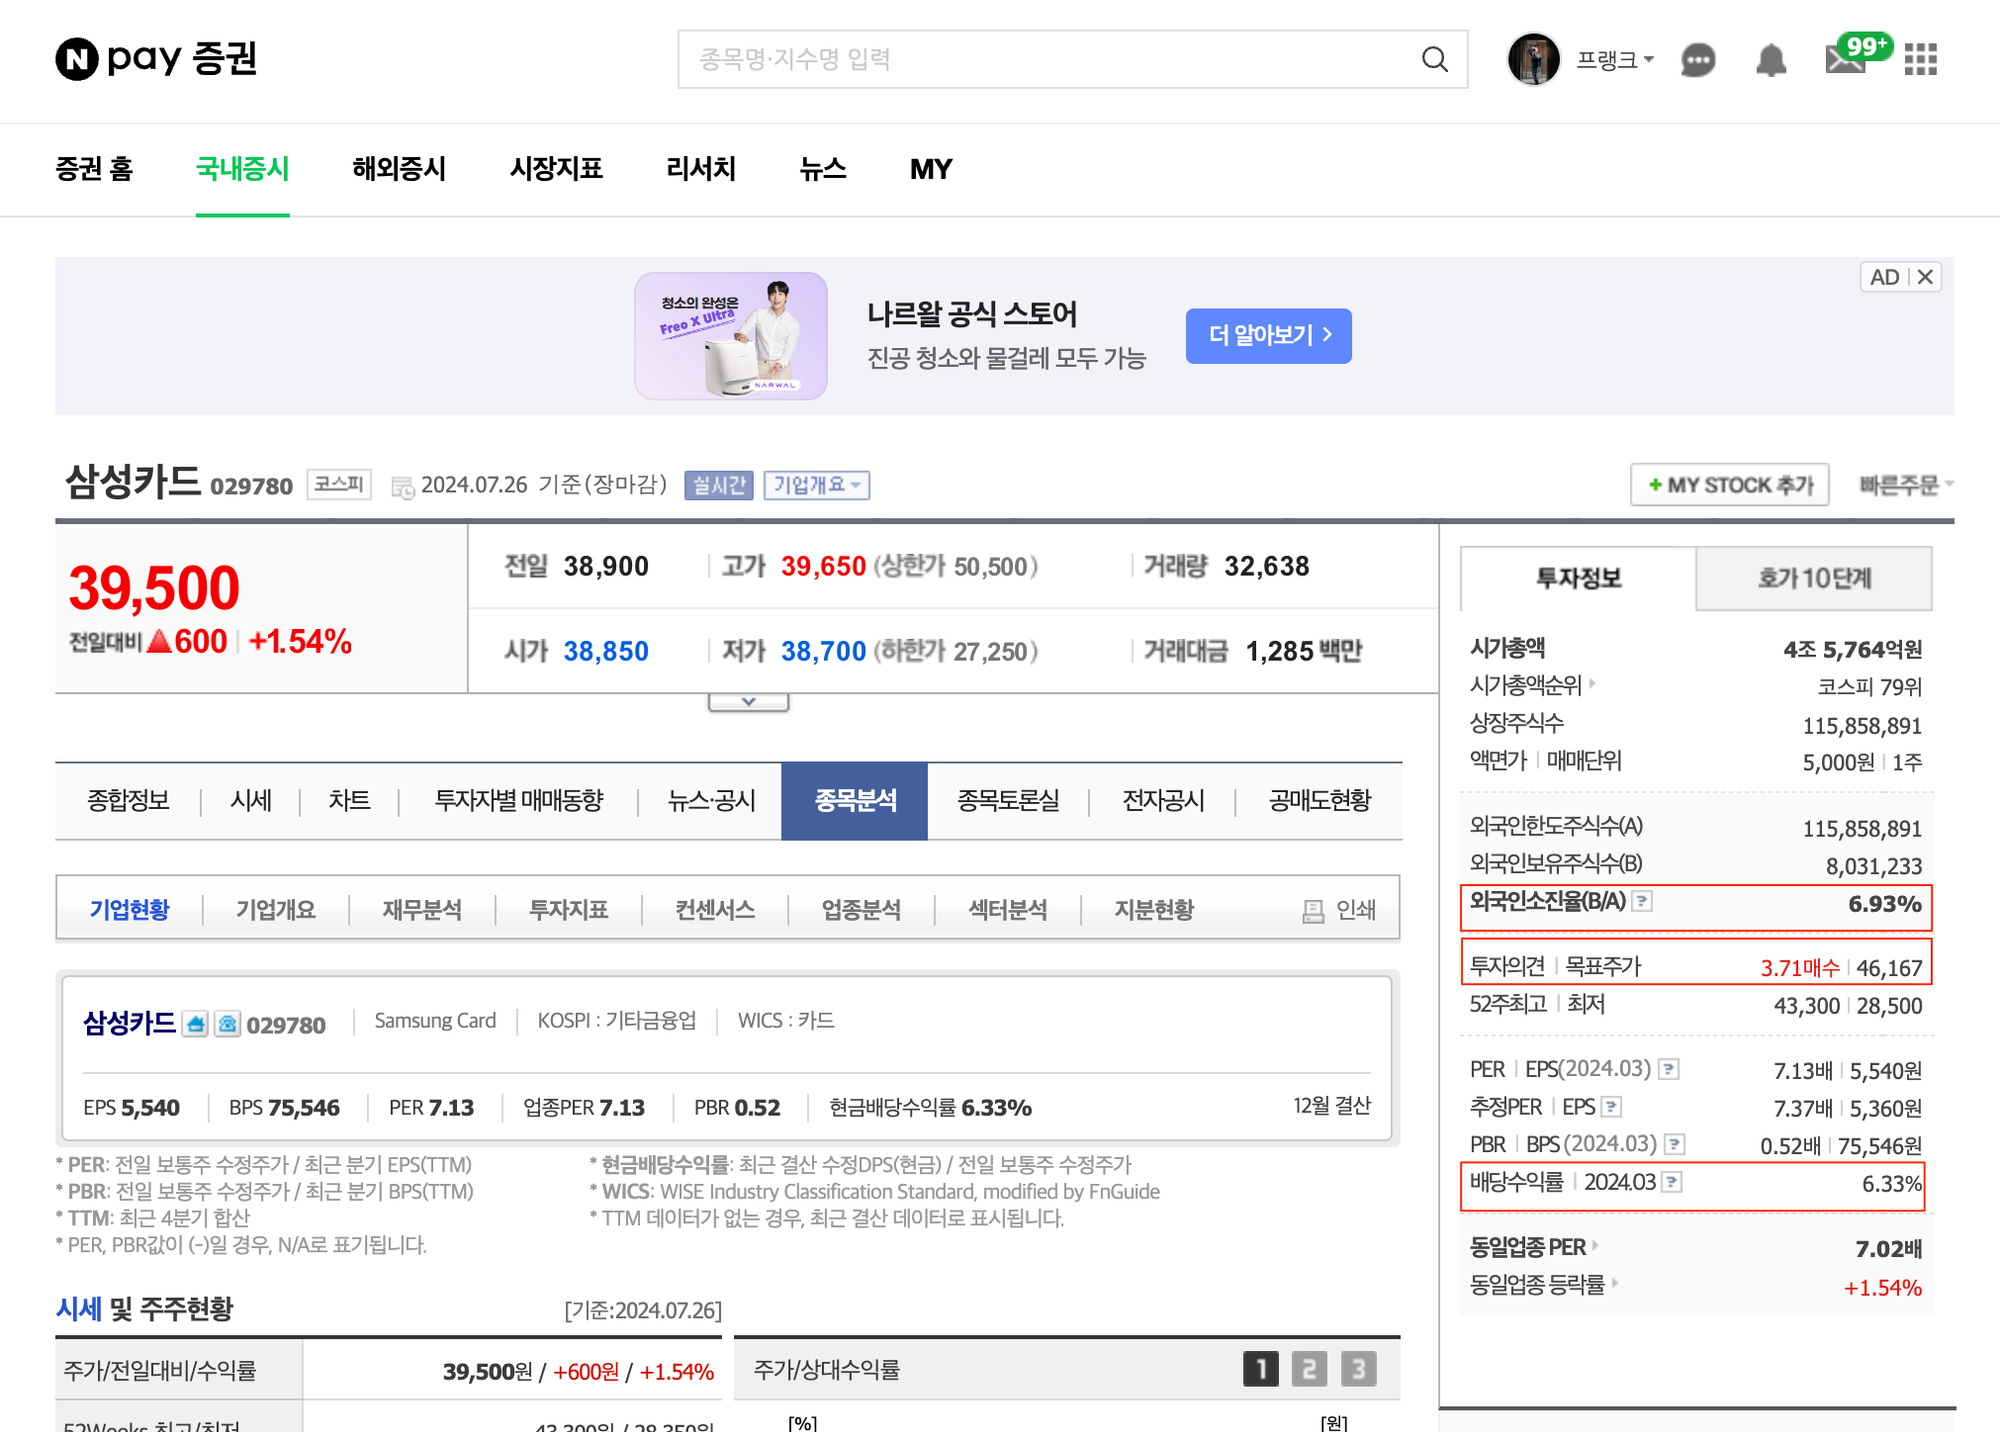 N pay 증권
종목명·지수명 입력
프랭크
99+
증권 홈 국내증시 해외증시 시장지표 리서치 뉴스 MY
청소의 완성은
Freo X Ultra
NARWAL
나르왈 공식 스토어
진공 청소와 물걸레 모두 가능
더 알아보기 >
AD
삼성카드 029780 코스피 2024.07.26 기준(장마감) 실시간 기업개요
+ MY STOCK 추가 빠른주문
39,500
전일대비 ▲600 +1.54%
전일 38,900 고가 39,650 (상한가 50,500) 거래량 32,638
시가 38,850 저가 38,700 (하한가 27,250) 거래대금 1,285 백만
종합정보 시세 차트 투자자별 매매동향 뉴스·공시 종목분석 종목토론실 전자공시 공매도현황
기업현황 기업개요 재무분석 투자지표 컨센서스 업종분석 섹터분석 지분현황 인쇄
삼성카드 029780 Samsung Card KOSPI : 기타금융업 WICS : 카드
EPS 5,540 BPS 75,546 PER 7.13 업종PER 7.13 PBR 0.52 현금배당수익률 6.33% 12월 결산
* PER: 전일 보통주 수정주가 / 최근 분기 EPS(TTM)
* PBR: 전일 보통주 수정주가 / 최근 분기 BPS(TTM)
* TTM: 최근 4분기 합산
* PER, PBR값이 (-)일 경우, N/A로 표기됩니다.
* 현금배당수익률: 최근 결산 수정DPS(현금) / 전일 보통주 수정주가
* WICS: WISE Industry Classification Standard, modified by FnGuide
* TTM 데이터가 없는 경우, 최근 결산 데이터로 표시됩니다.
시세 및 주주현황 [기준:2024.07.26]
주가/전일대비/수익률 39,500원 / +600원 / +1.54%
52Weeks 최고/최저 43,300원 / 28,350원
주가/상대수익률 1 2 3
[%] [원]
투자정보 호가 10단계
시가총액 4조 5,764억원
시가총액순위 코스피 79위
상장주식수 115,858,891
액면가 매매단위 5,000원 1주
외국인한도주식수(A) 115,858,891
외국인보유주식수(B) 8,031,233
외국인소진율(B/A) ? 6.93%
투자의견 목표주가 3.71매수 46,167
52주최고 최저 43,300 28,500
PER EPS(2024.03) ? 7.13배 5,540원
추정PER EPS ? 7.37배 5,360원
PBR BPS (2024.03) ? 0.52배 75,546원
배당수익률 2024.03 ? 6.33%
동일업종 PER 7.02배
동일업종 등락률 +1.54%